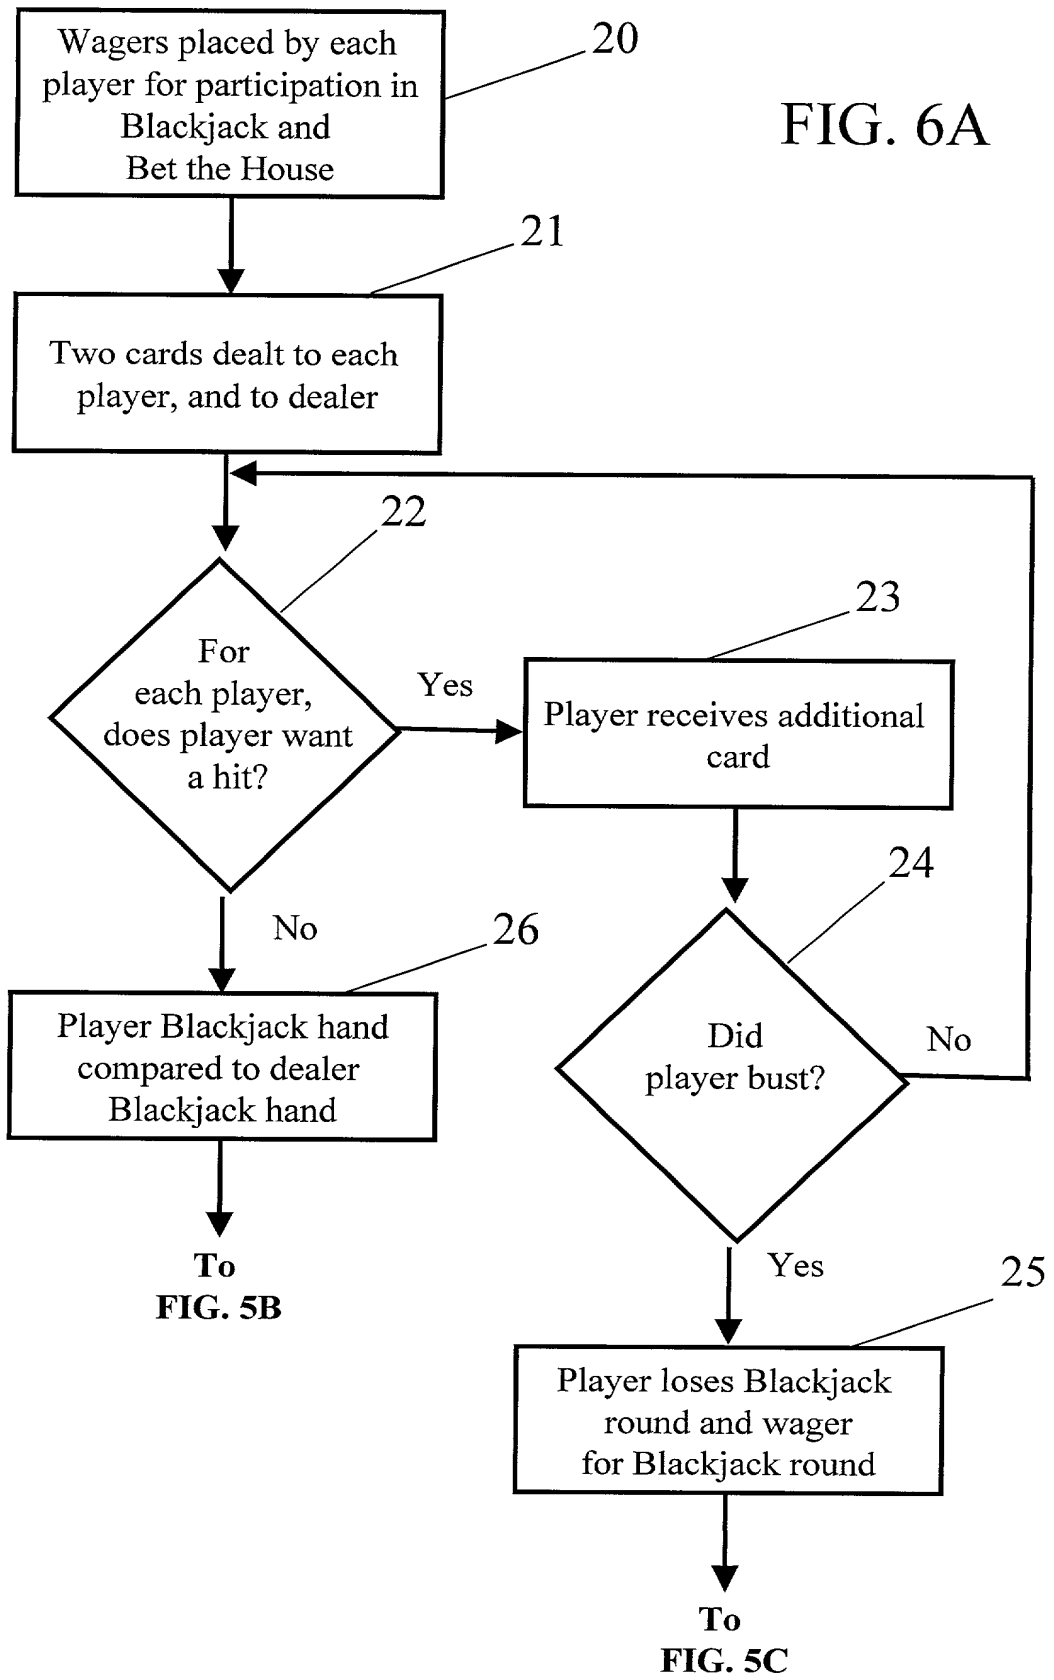 20
Wagers placed by each
player for participation in
Blackjack and
Bet the House
FIG. 6A
21
Two cards dealt to each
player, and to dealer
22
For
each player,
does player want
a hit?
Yes
23
Player receives additional
card
24
No
26
Player Blackjack hand
compared to dealer
Blackjack hand
Did
player bust?
No
To
FIG. 5B
Yes
25
Player loses Blackjack
round and wager
for Blackjack round
To
FIG. 5C